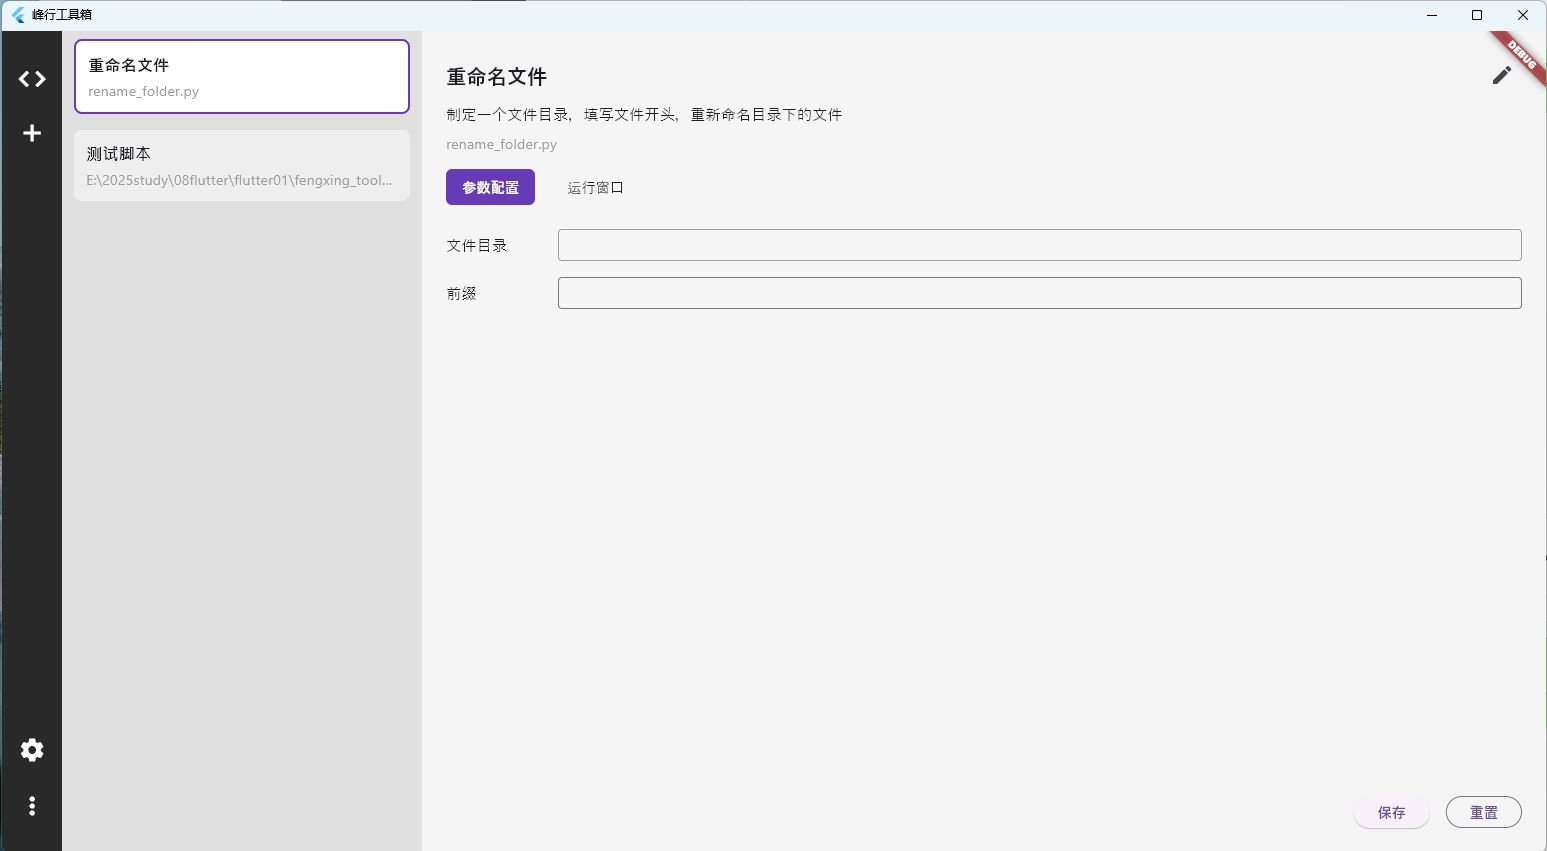 峰行工具箱
DEBUG
重命名文件
rename_folder.py
测试脚本
E:\2025study\08flutter\flutter01\fengxing_tool...
重命名文件
制定一个文件目录，填写文件开头，重新命名目录下的文件
rename_folder.py
参数配置 运行窗口
文件目录
前缀
保存 重置